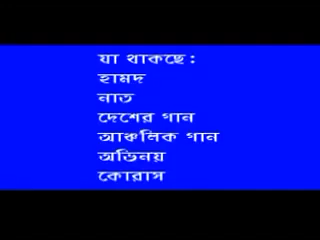 যা থাকছে:
হামদ
নাত
দেশের গান
আঞ্চলিক গান
অভিনয়
কোরাস